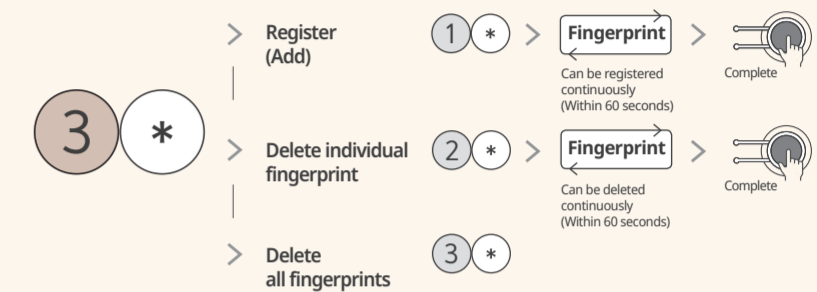 3 *
Register
(Add)
1 *
Fingerprint
Can be registered
continuously
(Within 60 seconds)
Complete
Delete individual
fingerprint
2 *
Fingerprint
Can be deleted
continuously
(Within 60 seconds)
Complete
Delete
all fingerprints
3 *